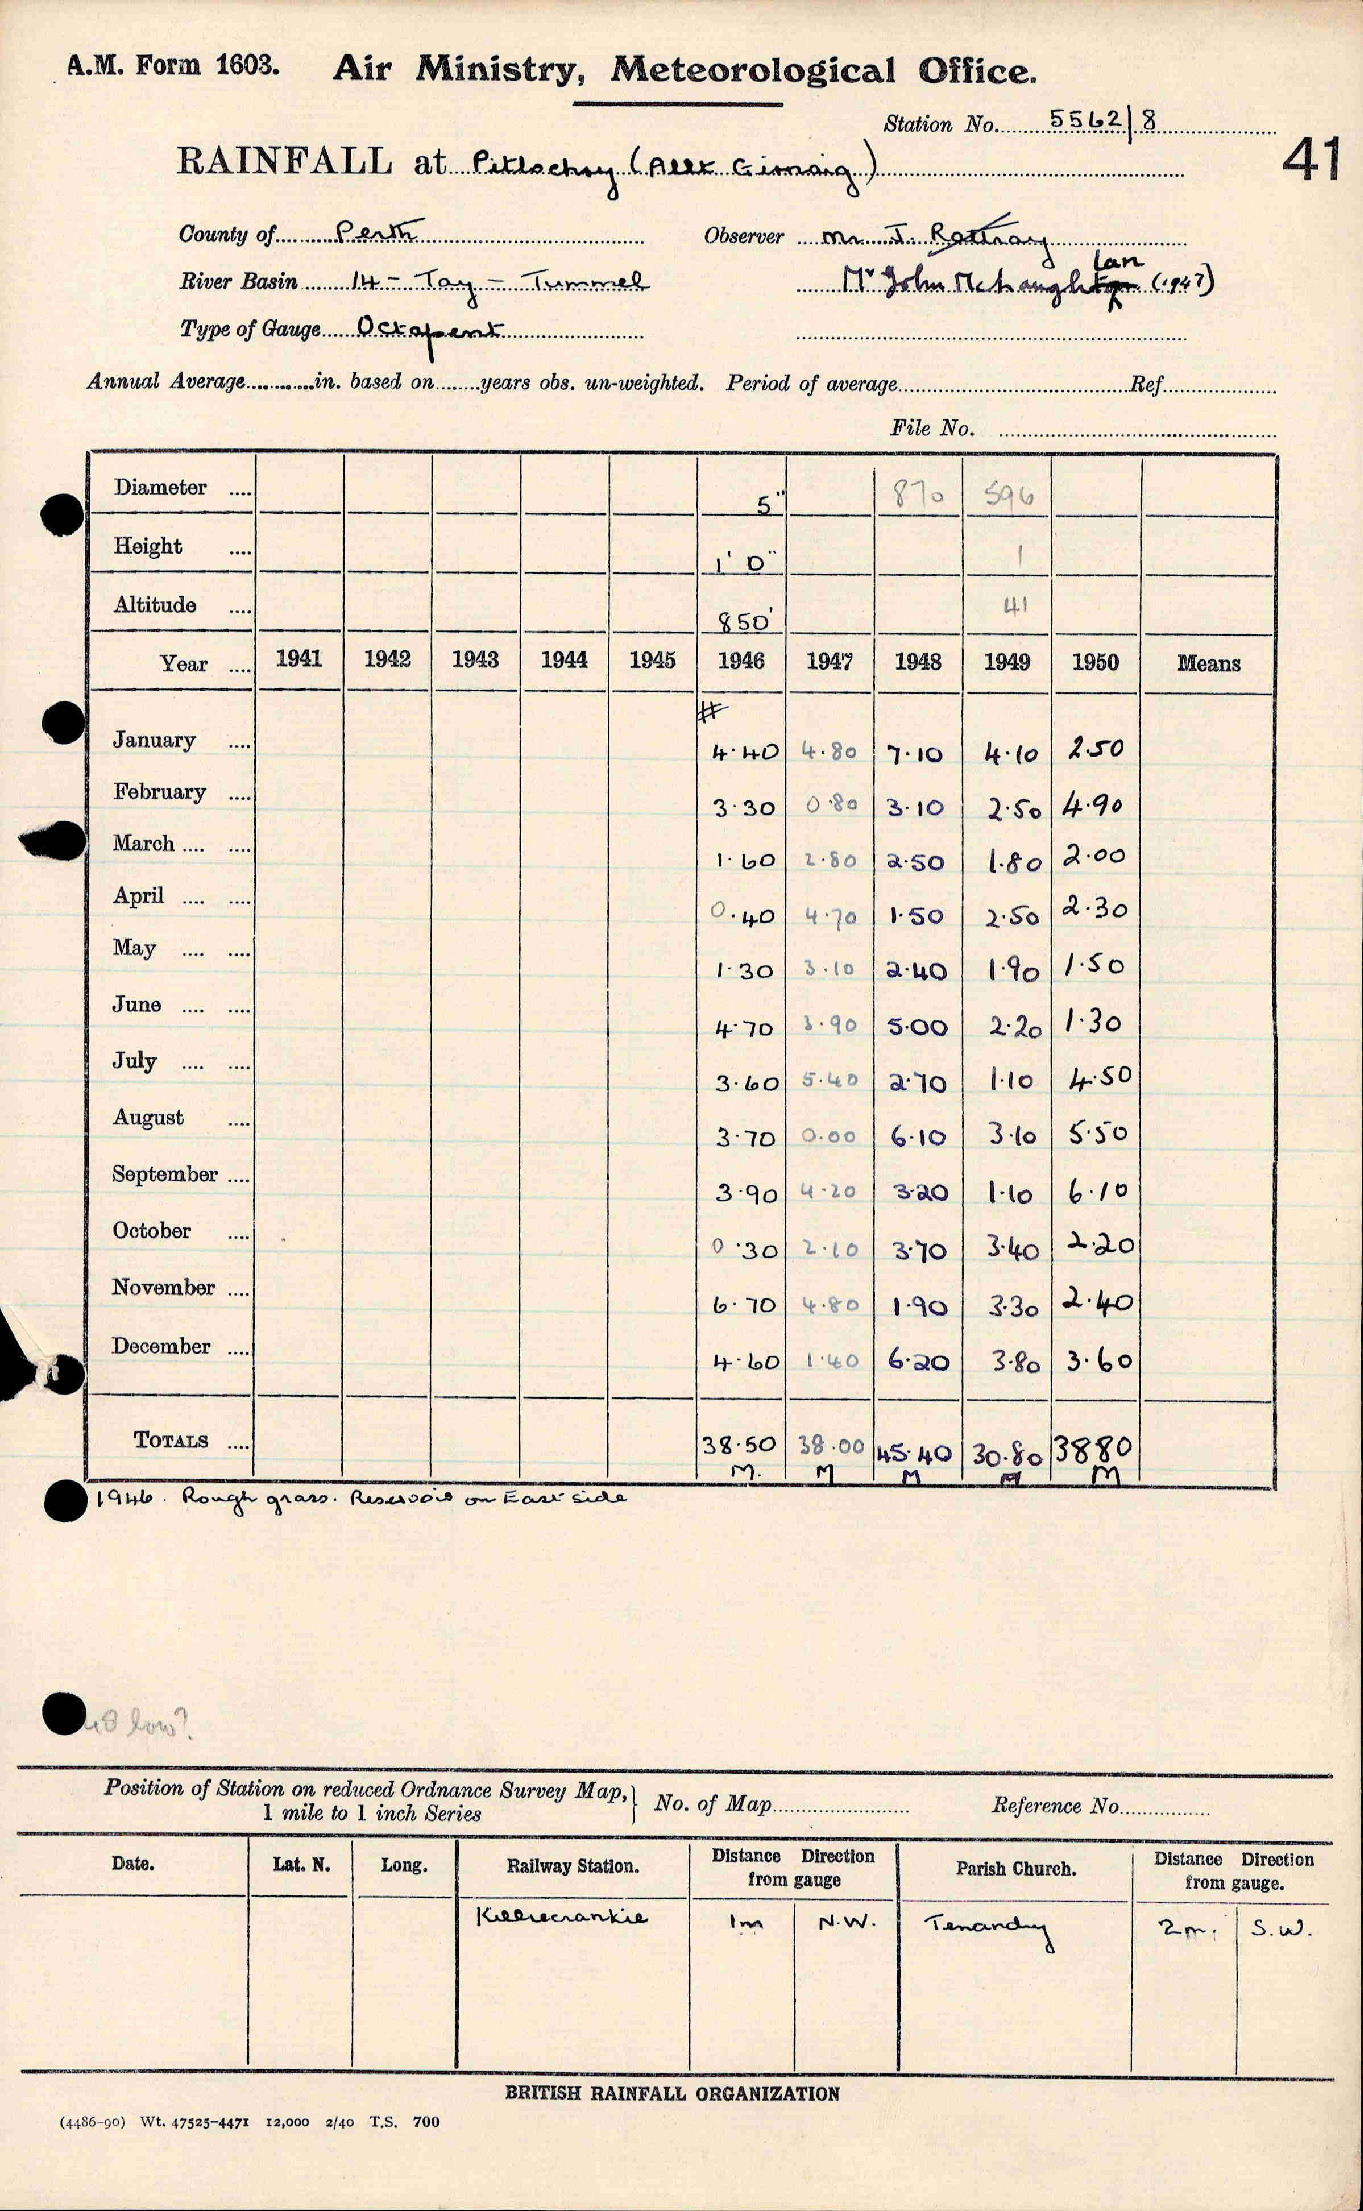 A.M. Form 1603. Air Ministry, Meteorological Office.
Station No. 5562/8
41
RAINFALL at Pitlochry (Allt Girnaig)
County of Perth Observer Mr. J. Rattray
River Basin 14 - Tay - Tummel Mr John McNaughtan (1947)
Type of Gauge Octapent
Annual Average in. based on years obs. un-weighted. Period of average Ref.
File No.
Diameter 5" 870 596
Height 1' 0" 1
Altitude 850' 41
Year 1941 1942 1943 1944 1945 1946 1947 1948 1949 1950 Means
#
January 4.40 4.80 7.10 4.10 2.50
February 3.30 0.80 3.10 2.50 4.90
March 1.60 2.80 2.50 1.80 2.00
April 0.40 4.70 1.50 2.50 2.30
May 1.30 3.10 2.40 1.90 1.50
June 4.70 3.90 5.00 2.20 1.30
July 3.60 5.40 2.70 1.10 4.50
August 3.70 0.00 6.10 3.10 5.50
September 3.90 4.20 3.20 1.10 6.10
October 0.30 2.10 3.70 3.40 2.20
November 6.70 4.80 1.90 3.30 2.40
December 4.60 1.40 6.20 3.80 3.60
TOTALS 38.50 38.00 45.40 30.80 38 80
M. M M M M
1946 Rough grass. Reservoir on East side
48 low?
Position of Station on reduced Ordnance Survey Map,
1 mile to 1 inch Series } No. of Map Reference No.
Date. Lat. N. Long. Railway Station. Distance Direction from gauge Parish Church. Distance Direction from gauge.
Killiecrankie 1m N.W. Tenandry 2m. S.W.
BRITISH RAINFALL ORGANIZATION
(4486-90) Wt. 47525-4471 12,000 2/40 T.S. 700